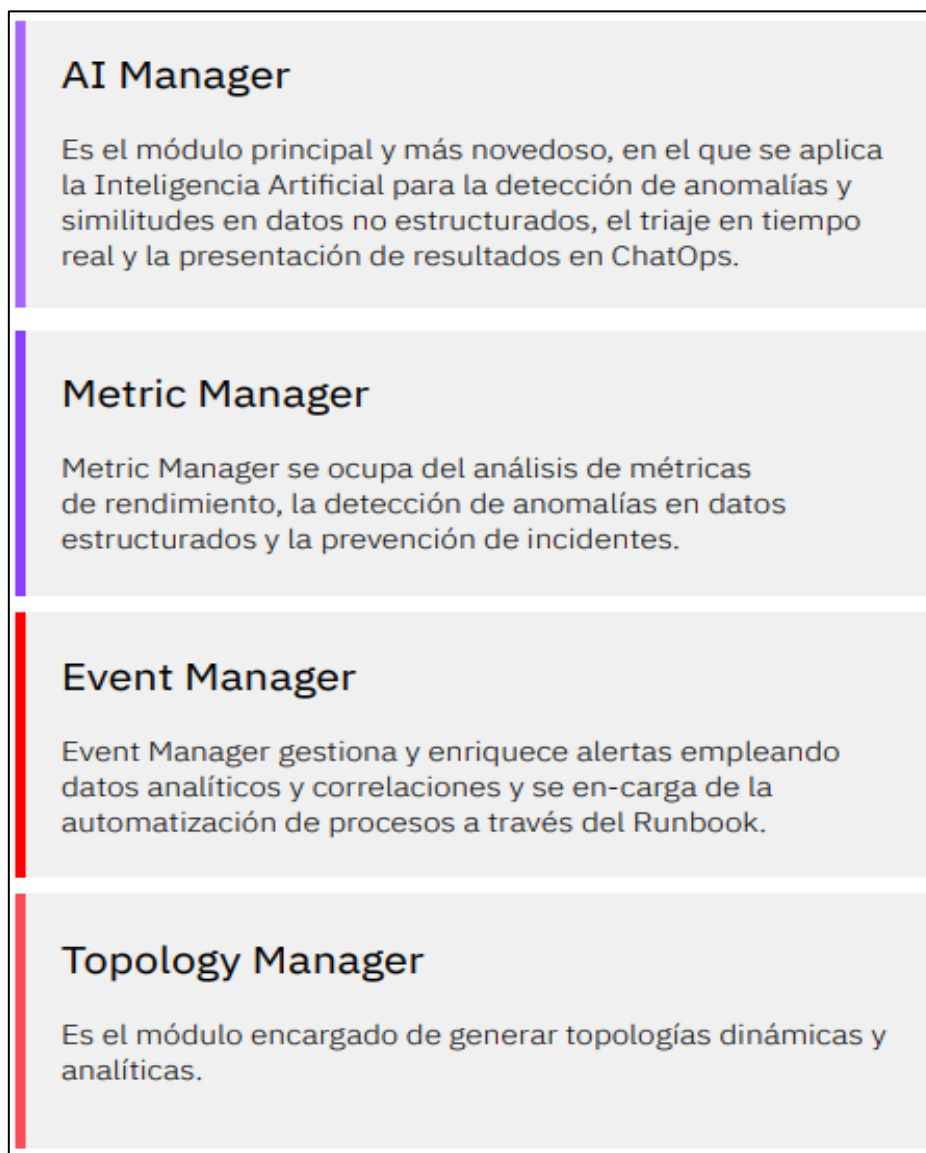 AI Manager
Es el módulo principal y más novedoso, en el que se aplica
la Inteligencia Artificial para la detección de anomalías y
similitudes en datos no estructurados, el triaje en tiempo
real y la presentación de resultados en ChatOps.
Metric Manager
Metric Manager se ocupa del análisis de métricas
de rendimiento, la detección de anomalías en datos
estructurados y la prevención de incidentes.
Event Manager
Event Manager gestiona y enriquece alertas empleando
datos analíticos y correlaciones y se en-carga de la
automatización de procesos a través del Runbook.
Topology Manager
Es el módulo encargado de generar topologías dinámicas y
analíticas.